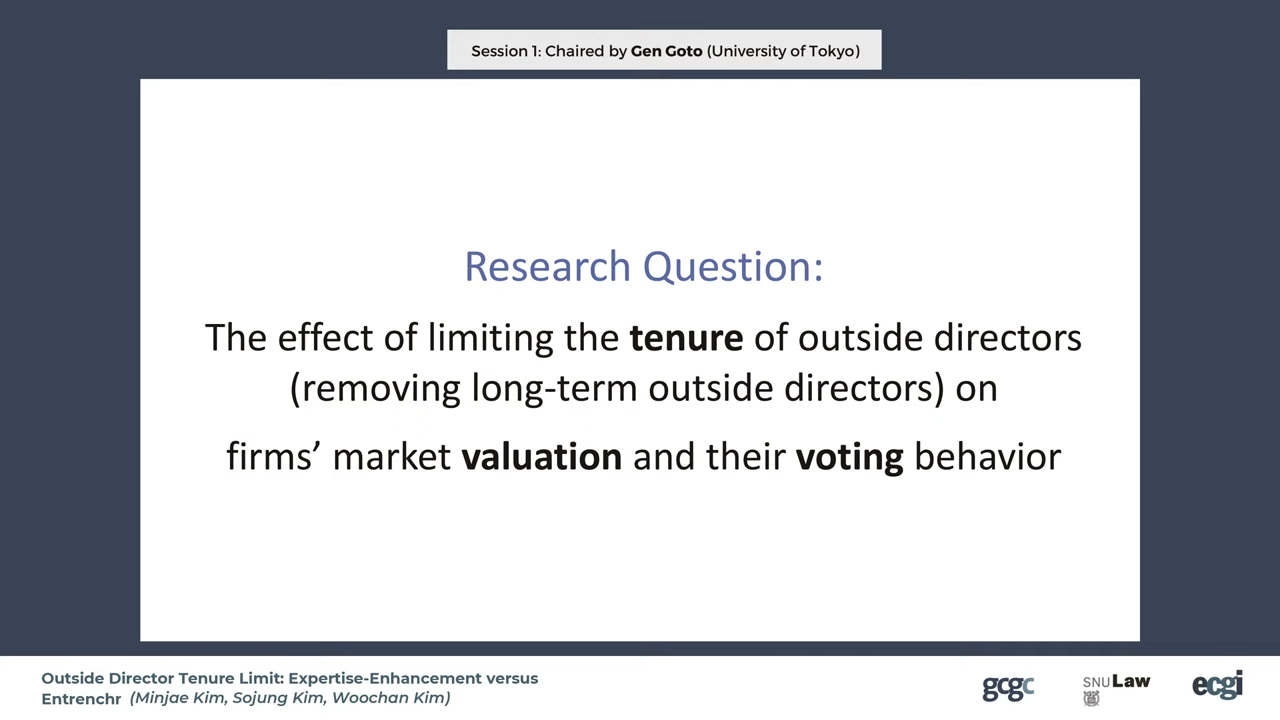 Session 1: Chaired by Gen Goto (University of Tokyo)
Research Question:
The effect of limiting the tenure of outside directors
(removing long-term outside directors) on
firms’ market valuation and their voting behavior
Outside Director Tenure Limit: Expertise-Enhancement versus
Entrenchr (Minjae Kim, Sojung Kim, Woochan Kim)
gcgc
SNU Law
ecgi